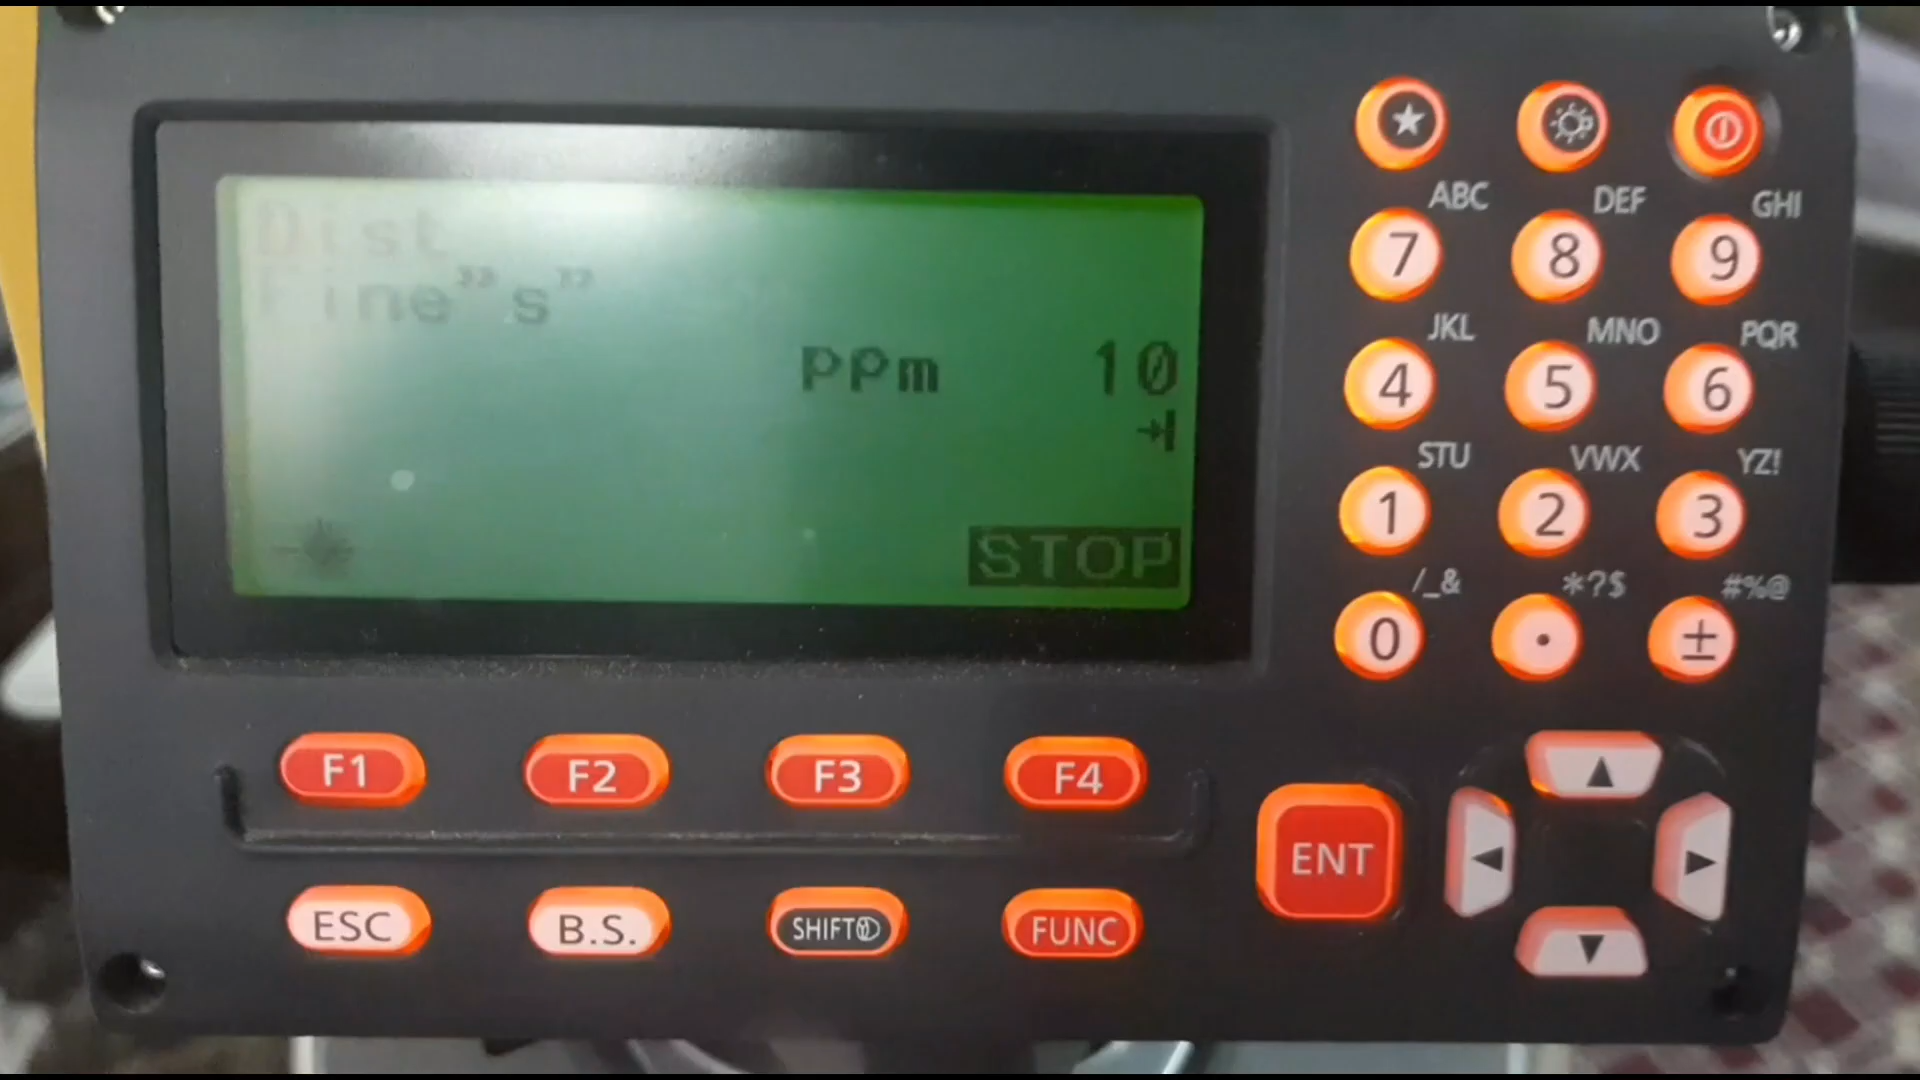 Dist
Fine"s"
ppm 10
STOP
ABC DEF GHI
7 8 9
JKL MNO PQR
4 5 6
STU VWX YZ!
1 2 3
/_& *?$ #%@
0 . ±
F1 F2 F3 F4
ENT
ESC B.S. SHIFT FUNC